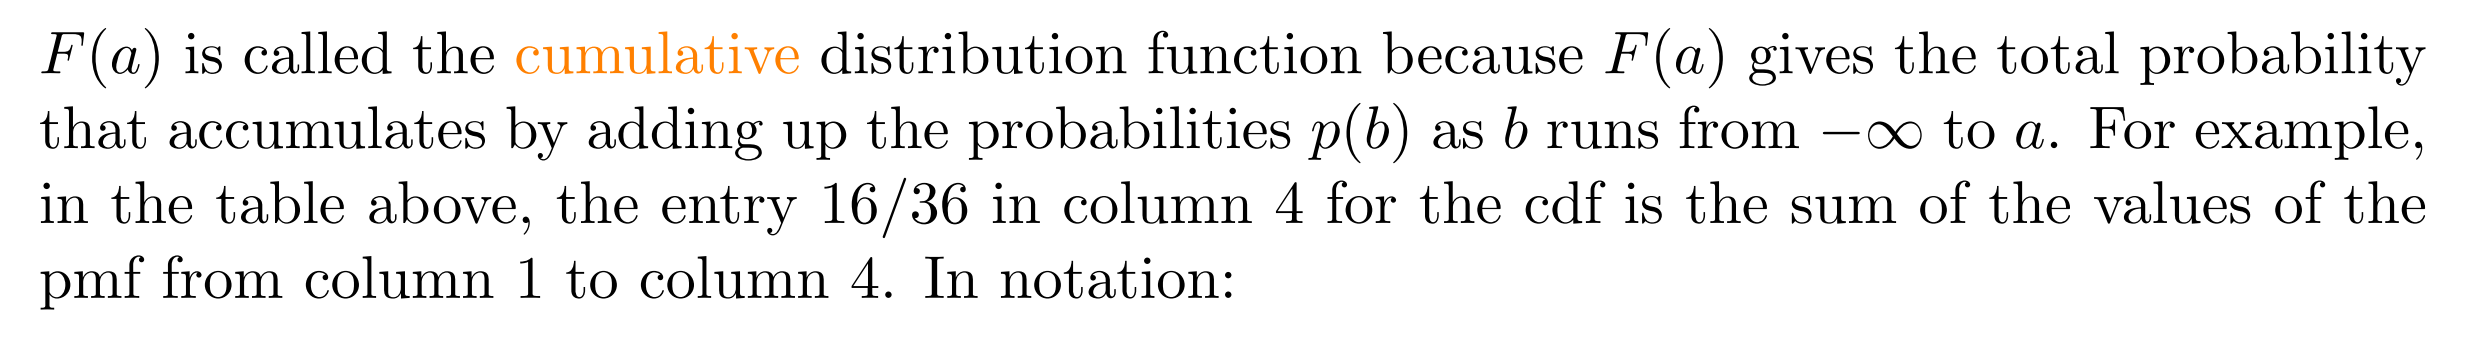 F(a) is called the cumulative distribution function because F(a) gives the total probability
that accumulates by adding up the probabilities p(b) as b runs from −∞ to a. For example,
in the table above, the entry 16/36 in column 4 for the cdf is the sum of the values of the
pmf from column 1 to column 4. In notation: